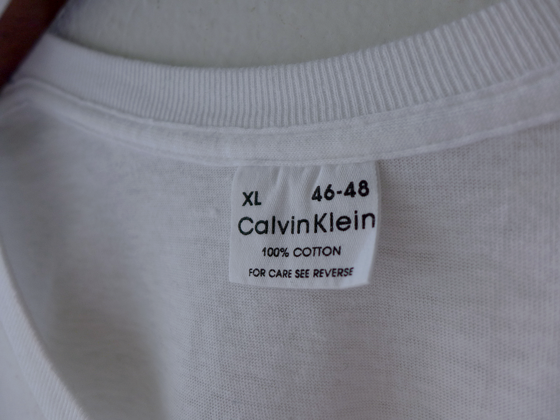 XL 46-48
CalvinKlein
100% COTTON
FOR CARE SEE REVERSE